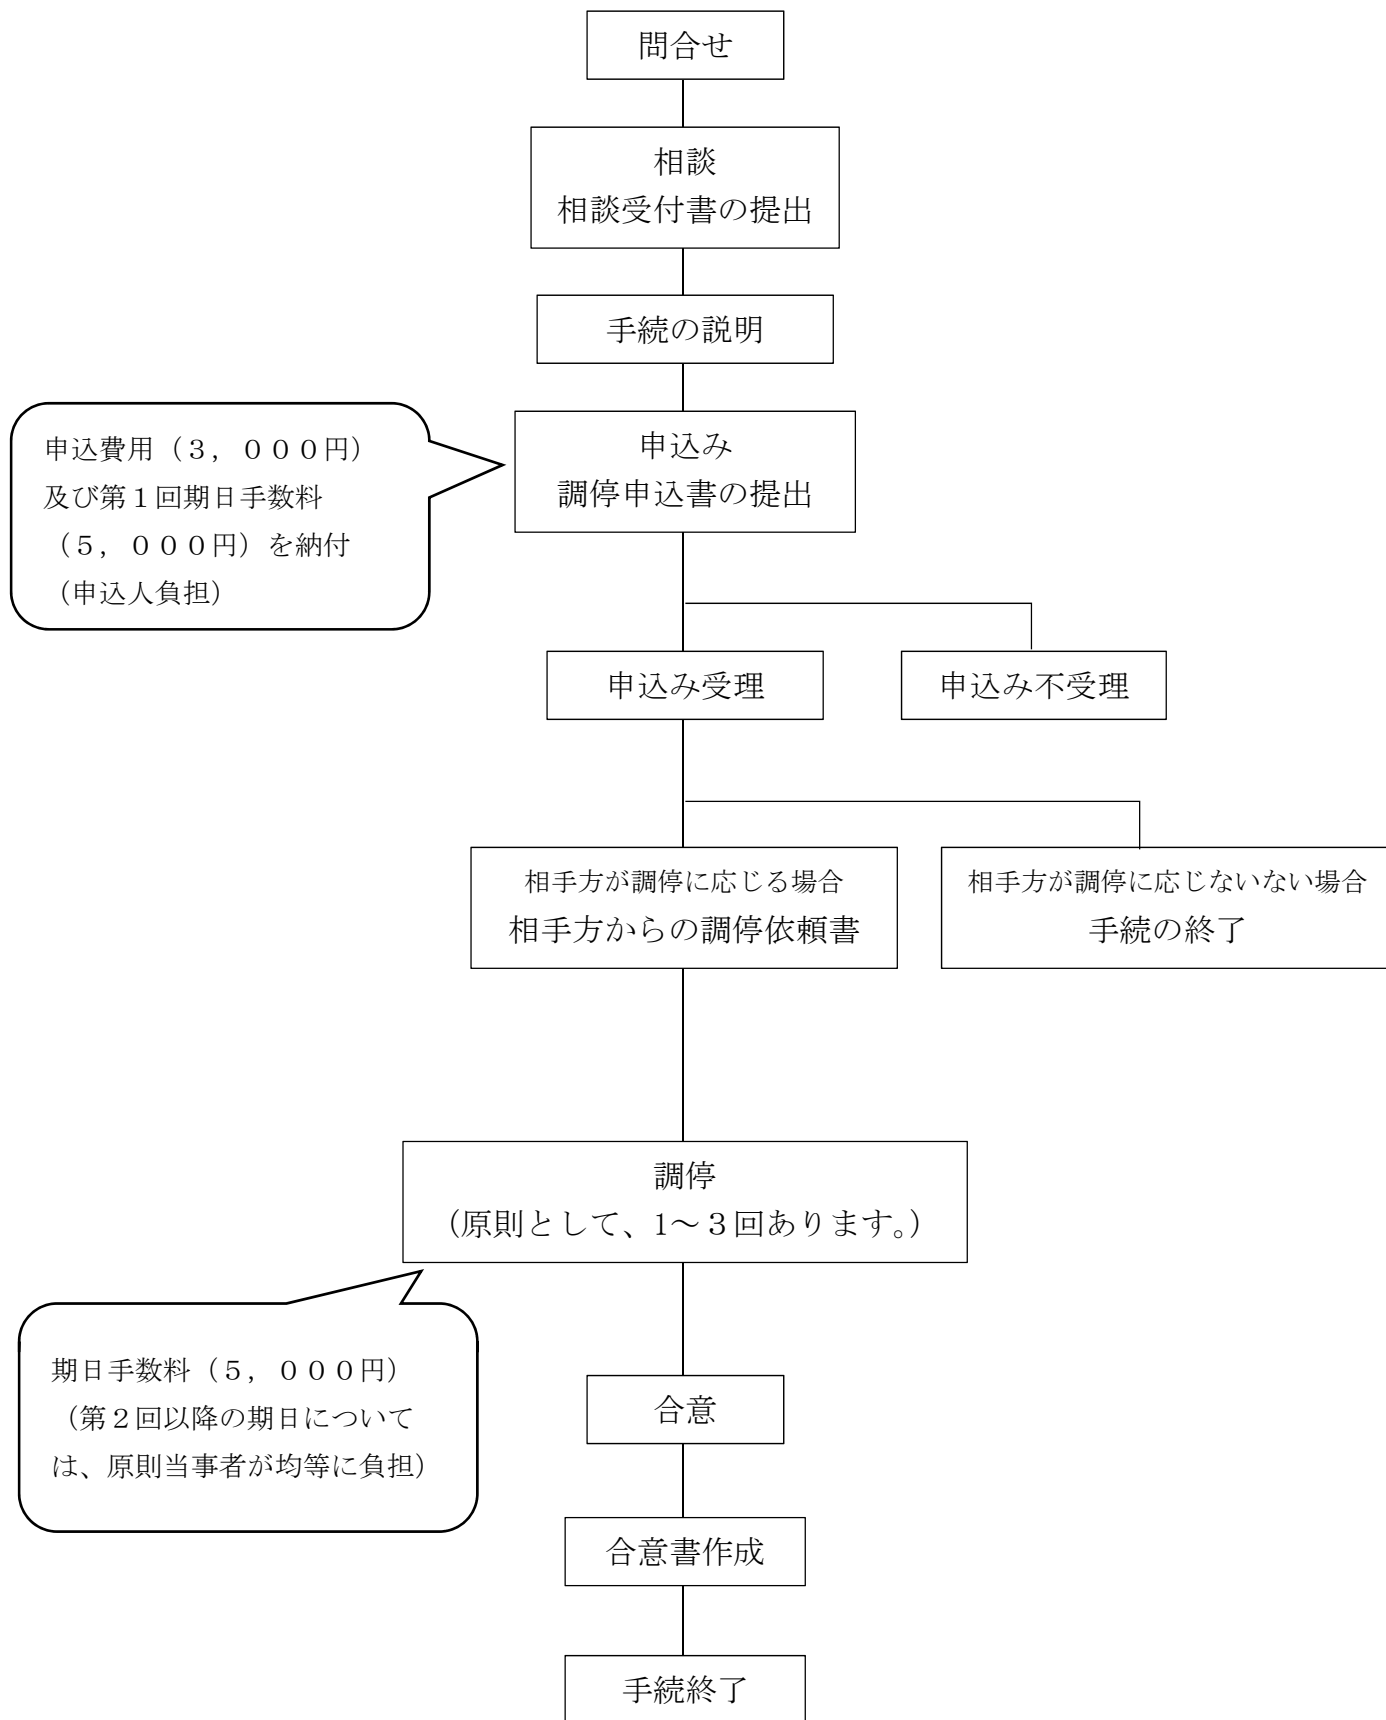 問合せ
相談
相談受付書の提出
手続の説明
申込み
調停申込書の提出
申込費用（３，０００円）
及び第１回期日手数料
（５，０００円）を納付
（申込人負担）
申込み受理
申込み不受理
相手方が調停に応じる場合
相手方からの調停依頼書
相手方が調停に応じないない場合
手続の終了
調停
（原則として、1～３回あります。）
期日手数料（５，０００円）
（第２回以降の期日について
は、原則当事者が均等に負担）
合意
合意書作成
手続終了